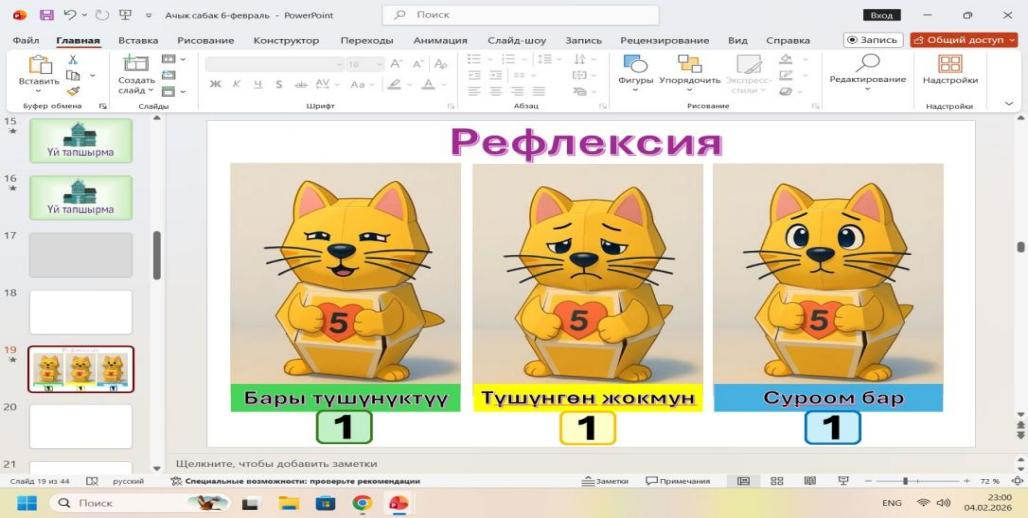 Ачык сабак 6-февраль - PowerPoint
Поиск
Вход
Файл Главная Вставка Рисование Конструктор Переходы Анимация Слайд-шоу Запись Рецензирование Вид Справка
Запись
Общий доступ
Вставить
Создать слайд
18
Ж К Ч S ab AV Aa A
Фигуры Упорядочить Экспресс-стили
Редактирование
Надстройки
Буфер обмена Слайды Шрифт Абзац Рисование Надстройки
15
Үй тапшырма
16
Үй тапшырма
17
18
19
20
21
Рефлексия
5 5 5
Бары түшүнүктүү Түшүнгөн жокмун Суроом бар
1 1 1
Щелкните, чтобы добавить заметки
Слайд 19 из 44 русский Специальные возможности: проверьте рекомендации Заметки Примечания 72 %
Поиск
ENG
23:00
04.02.2026